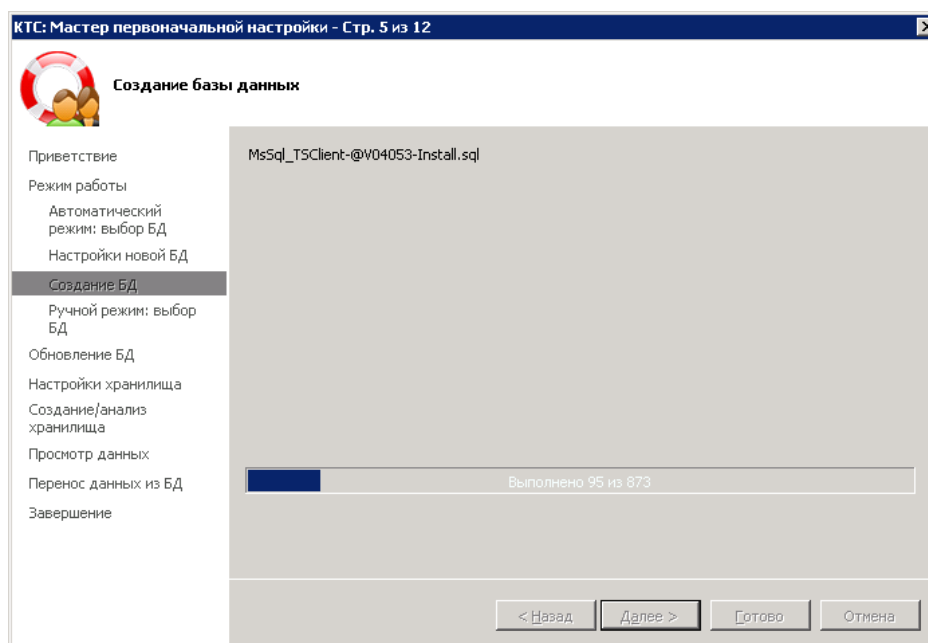 КТС: Мастер первоначальной настройки - Стр. 5 из 12
Создание базы данных
Приветствие
Режим работы
Автоматический
режим: выбор БД
Настройки новой БД
Создание БД
Ручной режим: выбор
БД
Обновление БД
Настройки хранилища
Создание/анализ
хранилища
Просмотр данных
Перенос данных из БД
Завершение
MsSql_TSClient-@V04053-Install.sql
Выполнено 95 из 873
< Назад
Далее >
Готово
Отмена